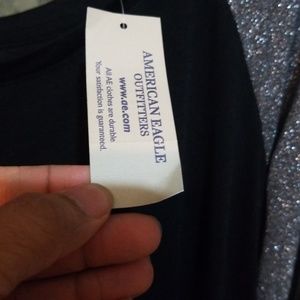 AMERICAN EAGLE
OUTFITTERS
www.ae.com
All AE clothes are durable
Your satisfaction is guaranteed.